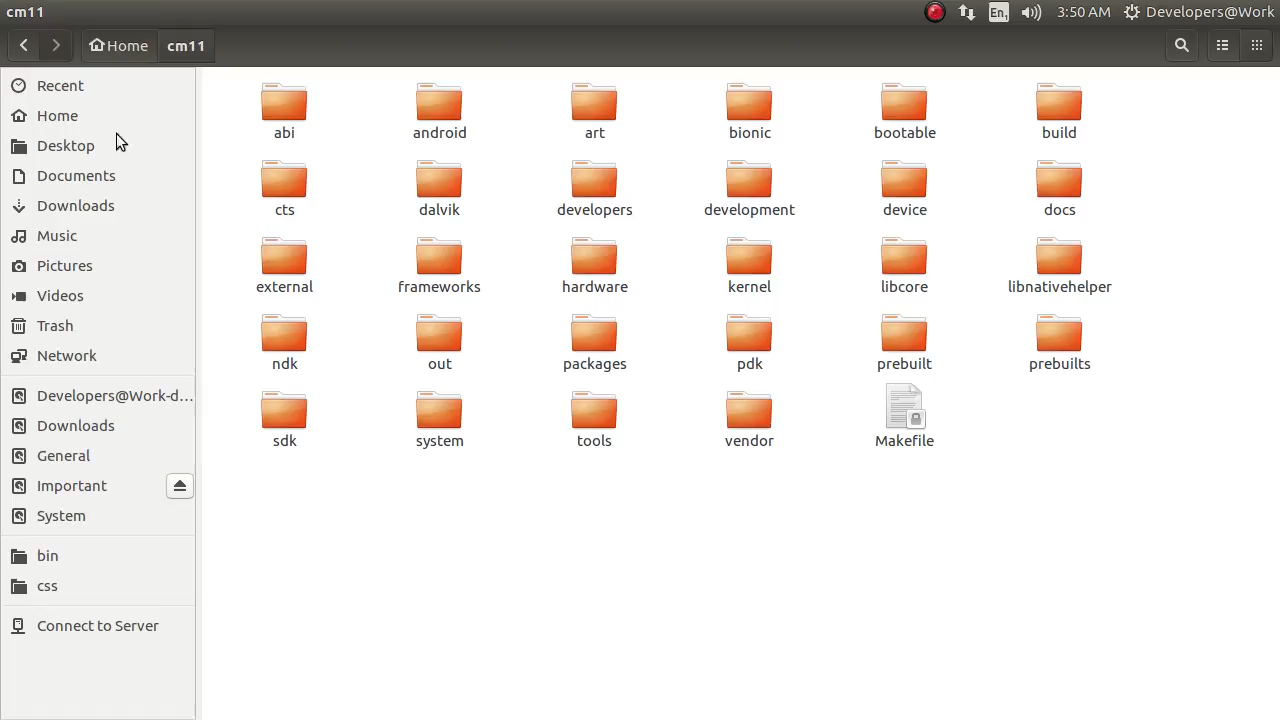 cm11
En1 3:50 AM Developers@Work
Home cm11
Recent
Home
Desktop
Documents
Downloads
Music
Pictures
Videos
Trash
Network
Developers@Work-d...
Downloads
General
Important
System
bin
css
Connect to Server
abi android art bionic bootable build
cts dalvik developers development device docs
external frameworks hardware kernel libcore libnativehelper
ndk out packages pdk prebuilt prebuilts
sdk system tools vendor Makefile